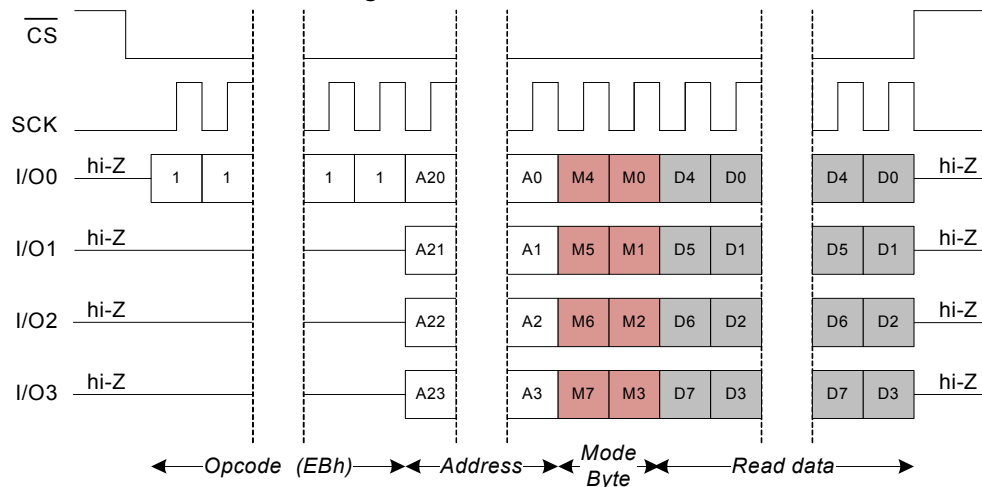 CS
SCK
I/O0 hi-Z 1 1 1 1 A20 A0 M4 M0 D4 D0 D4 D0 hi-Z
I/O1 hi-Z A21 A1 M5 M1 D5 D1 D5 D1 hi-Z
I/O2 hi-Z A22 A2 M6 M2 D6 D2 D6 D2 hi-Z
I/O3 hi-Z A23 A3 M7 M3 D7 D3 D7 D3 hi-Z
Opcode (EBh) Address Mode Read data
Byte